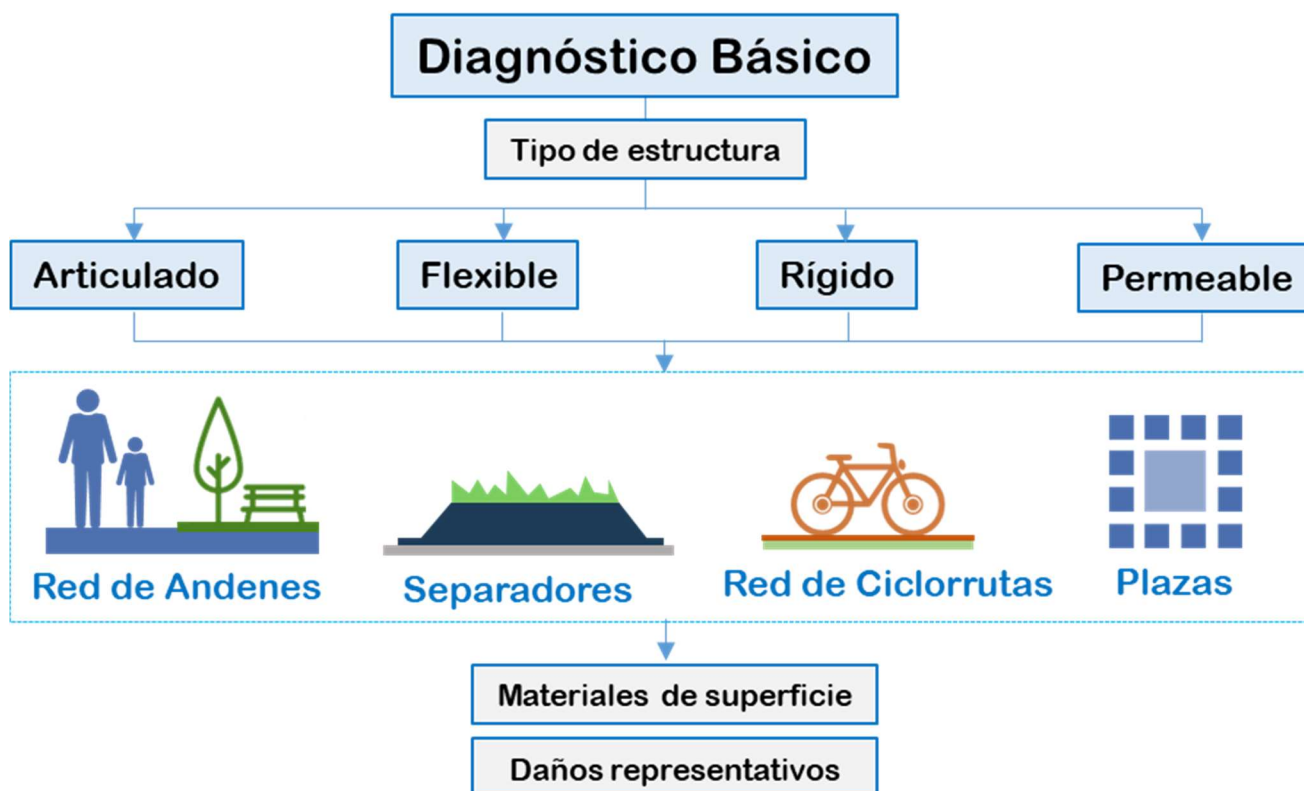 Diagnóstico Básico
Tipo de estructura
Articulado
Flexible
Rígido
Permeable
Red de Andenes
Separadores
Red de Ciclorrutas
Plazas
Materiales de superficie
Daños representativos